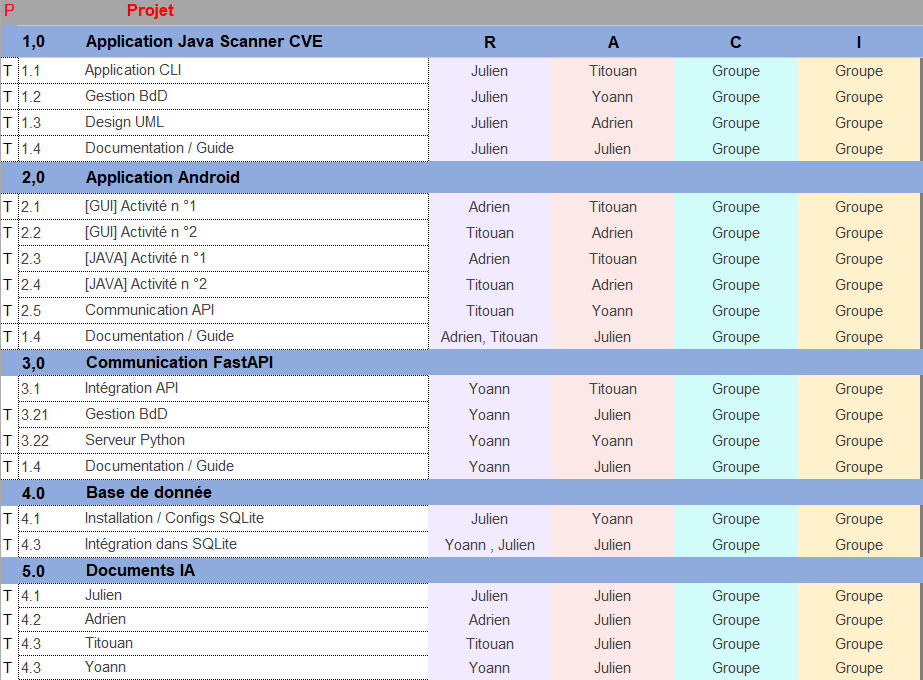 P Projet
1,0 Application Java Scanner CVE R A C I
T 1.1 Application CLI Julien Titouan Groupe Groupe
T 1.2 Gestion BdD Julien Yoann Groupe Groupe
T 1.3 Design UML Julien Adrien Groupe Groupe
T 1.4 Documentation / Guide Julien Julien Groupe Groupe
2,0 Application Android
T 2.1 [GUI] Activité n °1 Adrien Titouan Groupe Groupe
T 2.2 [GUI] Activité n °2 Titouan Adrien Groupe Groupe
T 2.3 [JAVA] Activité n °1 Adrien Titouan Groupe Groupe
T 2.4 [JAVA] Activité n °2 Titouan Adrien Groupe Groupe
T 2.5 Communication API Titouan Yoann Groupe Groupe
T 1.4 Documentation / Guide Adrien, Titouan Julien Groupe Groupe
3,0 Communication FastAPI
3.1 Intégration API Yoann Titouan Groupe Groupe
T 3.21 Gestion BdD Yoann Julien Groupe Groupe
T 3.22 Serveur Python Yoann Yoann Groupe Groupe
T 1.4 Documentation / Guide Yoann Julien Groupe Groupe
4.0 Base de donnée
T 4.1 Installation / Configs SQLite Julien Yoann Groupe Groupe
T 4.3 Intégration dans SQLite Yoann , Julien Julien Groupe Groupe
5.0 Documents IA
T 4.1 Julien Julien Julien Groupe Groupe
T 4.2 Adrien Adrien Julien Groupe Groupe
T 4.3 Titouan Titouan Julien Groupe Groupe
T 4.3 Yoann Yoann Julien Groupe Groupe